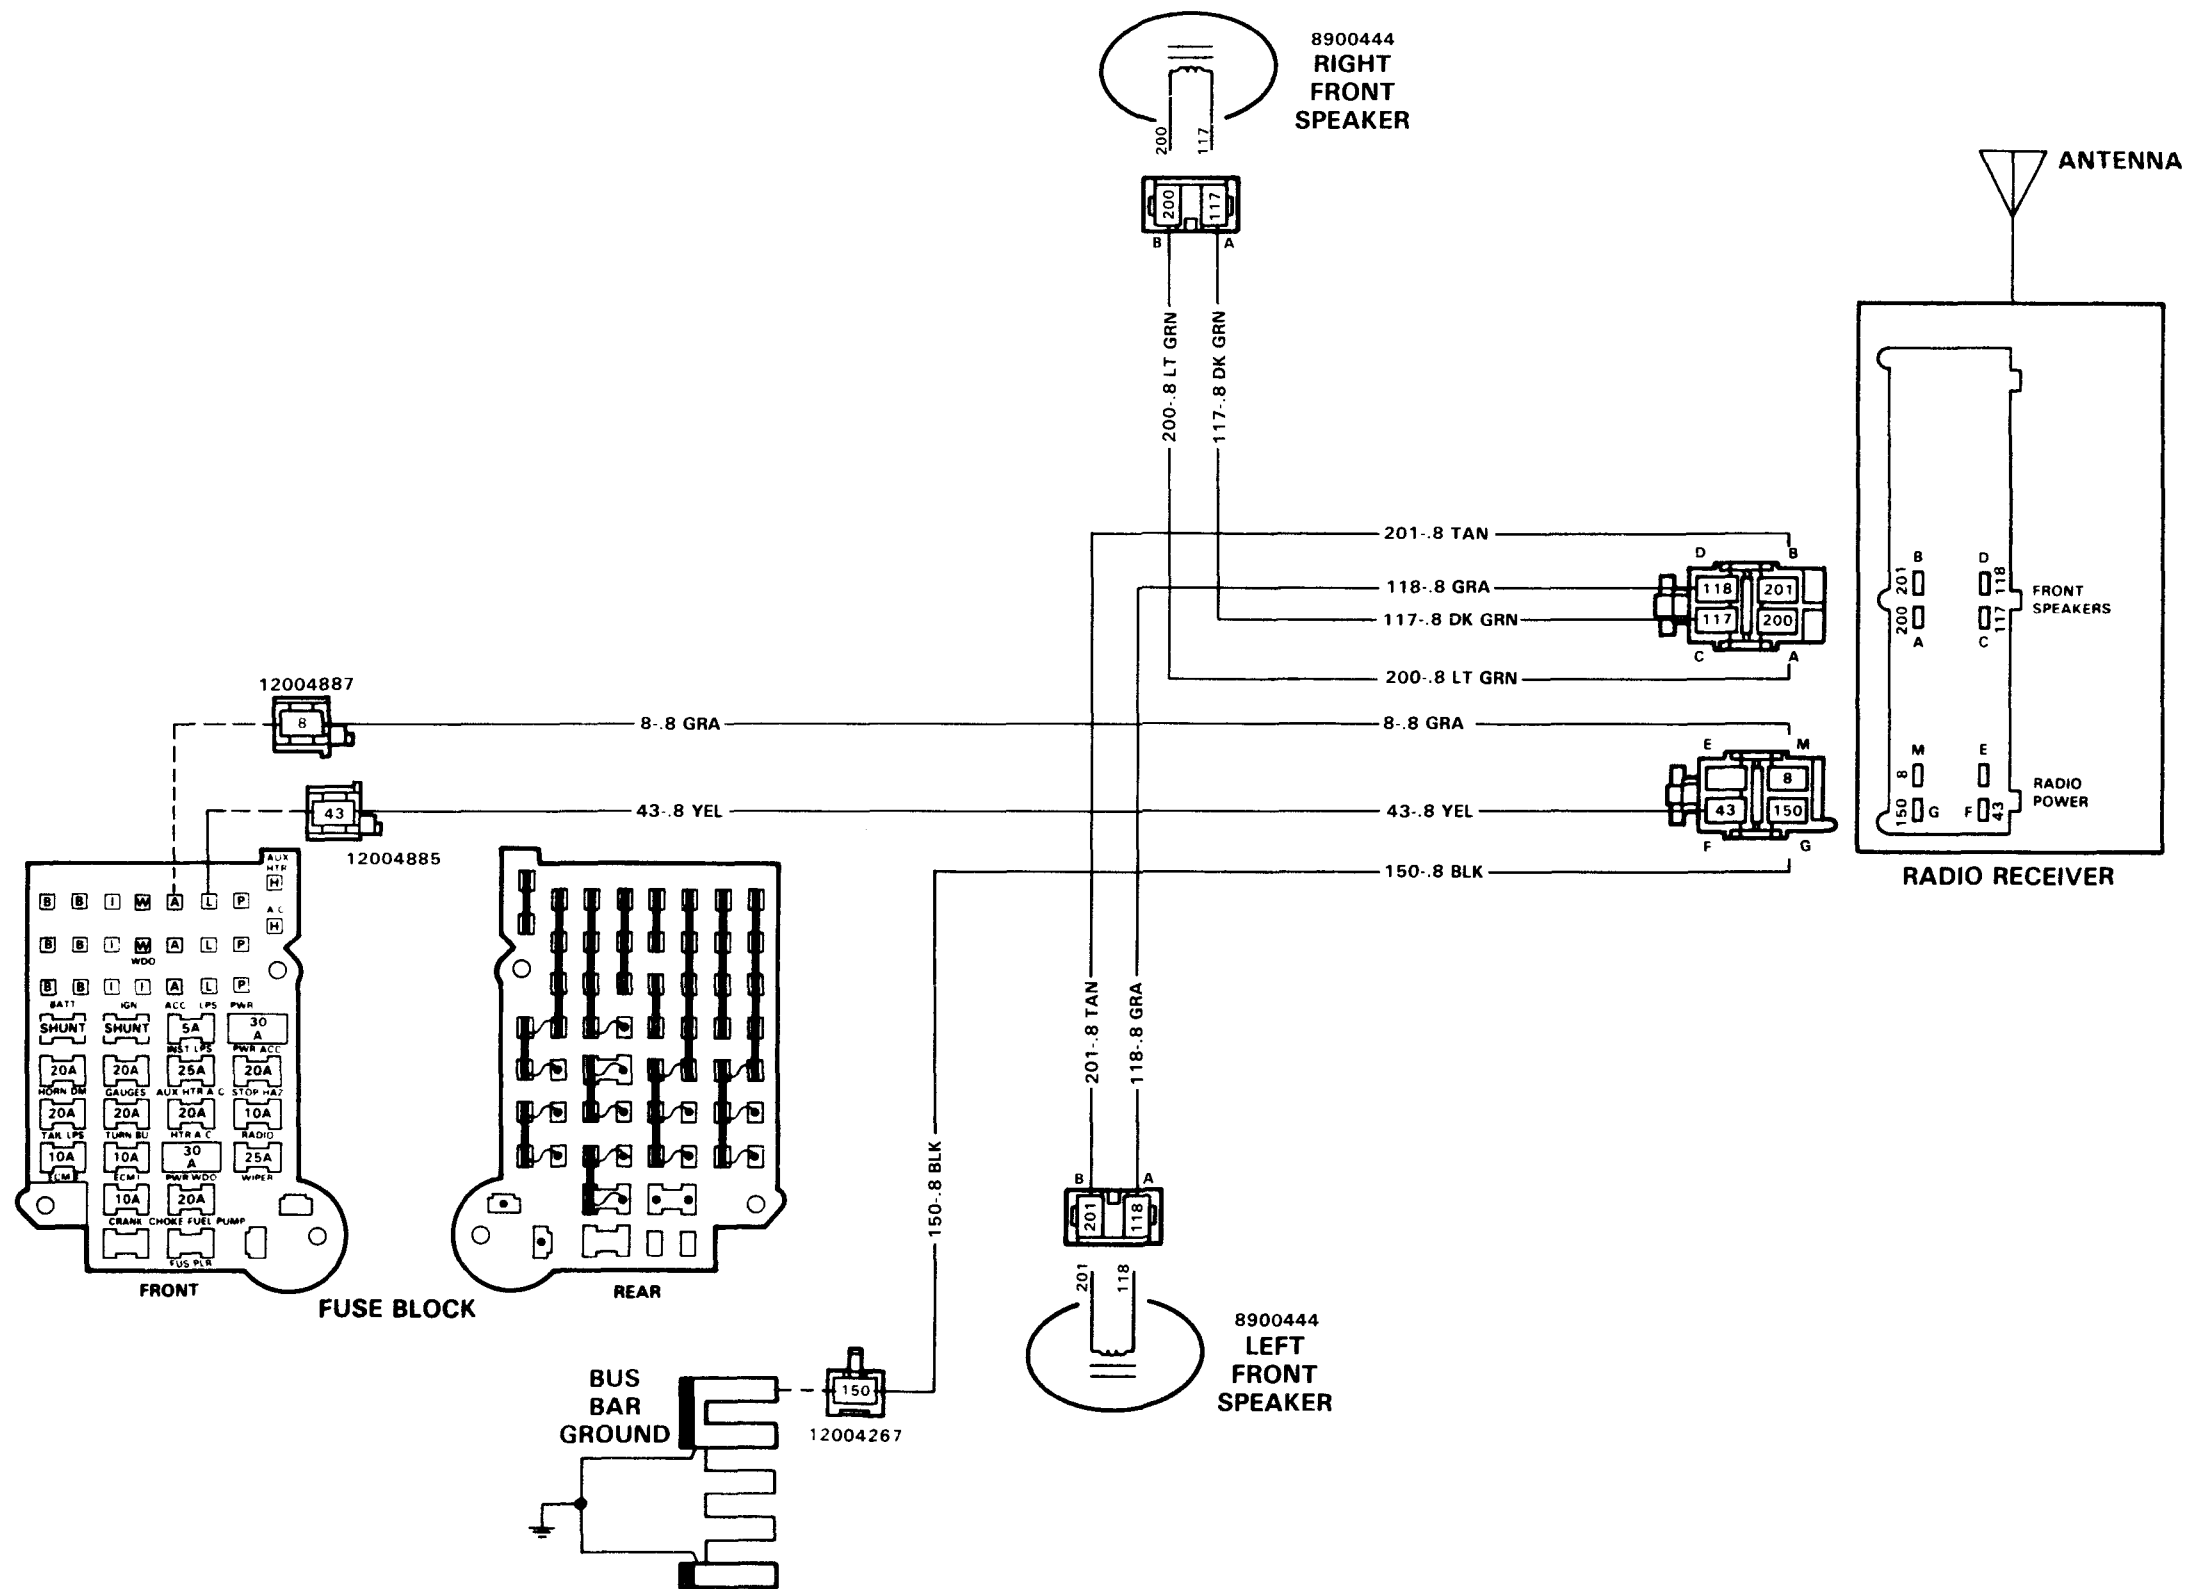 8900444
RIGHT
FRONT
SPEAKER
200
117
200
117
B
A
ANTENNA
200-.8 LT GRN
117-.8 DK GRN
201-.8 TAN
118-.8 GRA
117-.8 DK GRN
200-.8 LT GRN
D
B
118
201
117
200
C
A
B
D
201
118
200
117
A
C
FRONT
SPEAKERS
M
E
8
150
G
F
43
RADIO
POWER
RADIO RECEIVER
12004887
8
8-.8 GRA
8-.8 GRA
E
M
8
43
150
F
G
43
43-.8 YEL
43-.8 YEL
12004885
150-.8 BLK
AUX
HTR
H
A C
H
B B I W A L P
B B I W A L P
WDO
B B I I A L P
BATT IGN ACC LPS PWR
SHUNT SHUNT 5A 30 A
INST LPS PWR ACC
20A 20A 25A 20A
HORN DM GAUGES AUX HTR A C STOP HAZ
20A 20A 20A 10A
TAIL LPS TURN BU HTR A C RADIO
10A 10A 30 A 25A
ECM I PWR WDO WIPER
10A 20A
CRANK CHOKE FUEL PUMP
FUS PLR
FRONT
REAR
FUSE BLOCK
150-.8 BLK
201-.8 TAN
118-.8 GRA
B
A
201
118
201
118
8900444
LEFT
FRONT
SPEAKER
BUS
BAR
GROUND
150
12004267